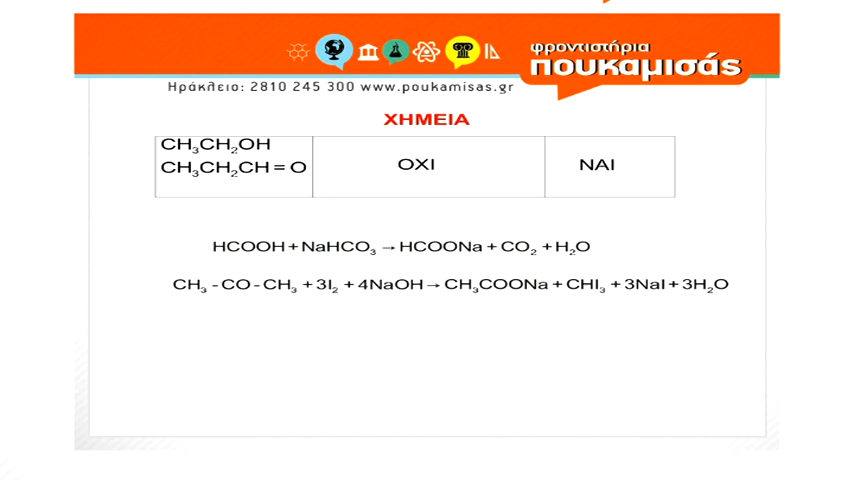 φροντιστήρια
πουκαμισάς
Ηράκλειο: 2810 245 300 www.poukamisas.gr
ΧΗΜΕΙΑ
CH₃CH₂OH
CH₃CH₂CH = O
ΟΧΙ
ΝΑΙ
HCOOH + NaHCO₃ → HCOONa + CO₂ + H₂O
CH₃ - CO - CH₃ + 3I₂ + 4NaOH → CH₃COONa + CHI₃ + 3NaI + 3H₂O